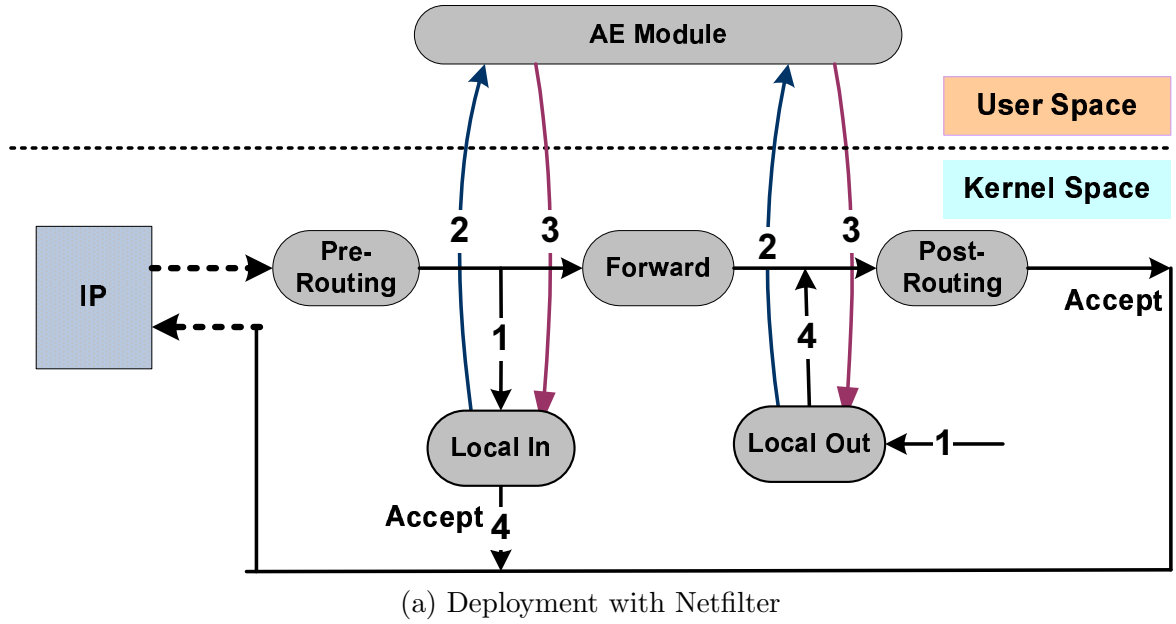 AE Module
User Space
Kernel Space
IP
Pre-
Routing
2
3
Forward
2
3
Post-
Routing
Accept
1
4
Local In
Local Out
1
Accept
4
(a) Deployment with Netfilter